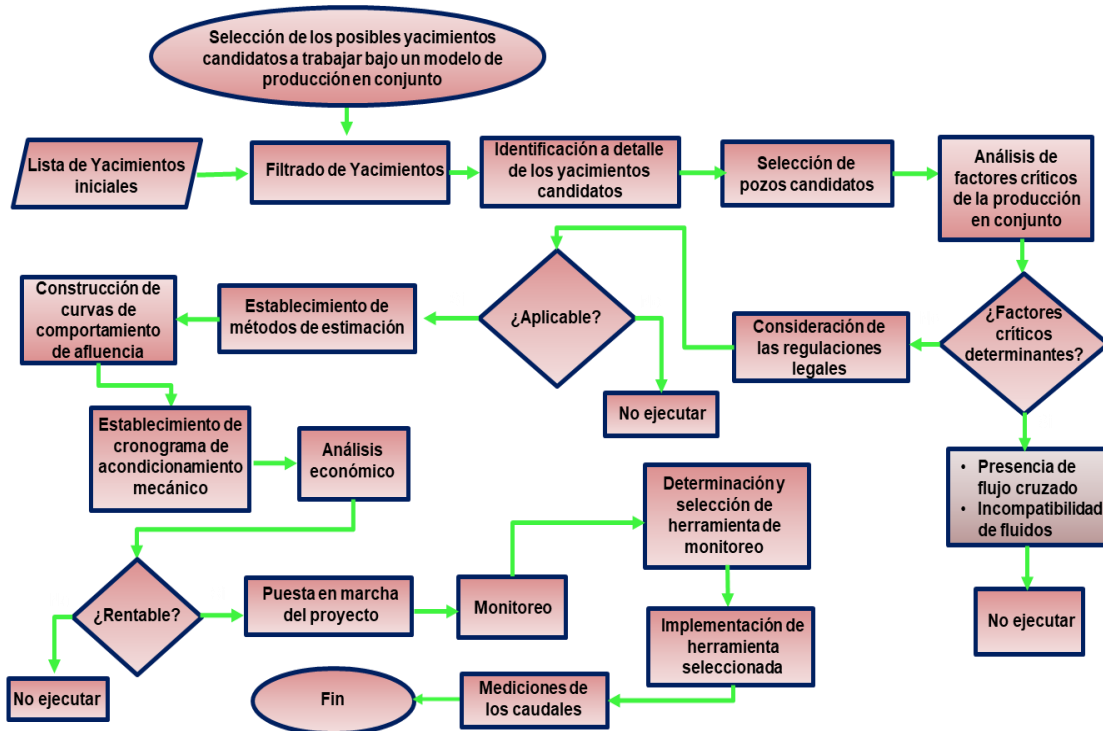 Selección de los posibles yacimientos
candidatos a trabajar bajo un modelo de
producción en conjunto
Lista de Yacimientos
iniciales
Filtrado de Yacimientos
Identificación a detalle
de los yacimientos
candidatos
Selección de
pozos candidatos
Análisis de
factores críticos
de la producción
en conjunto
¿Factores
críticos
determinantes?
• Presencia de
flujo cruzado
• Incompatibilidad
de fluidos
No ejecutar
Consideración de
las regulaciones
legales
¿Aplicable?
No ejecutar
Establecimiento de
métodos de estimación
Construcción de
curvas de
comportamiento
de afluencia
Establecimiento de
cronograma de
acondicionamiento
mecánico
Análisis
económico
¿Rentable?
No ejecutar
Puesta en marcha
del proyecto
Monitoreo
Determinación y
selección de
herramienta de
monitoreo
Implementación de
herramienta
seleccionada
Mediciones de
los caudales
Fin